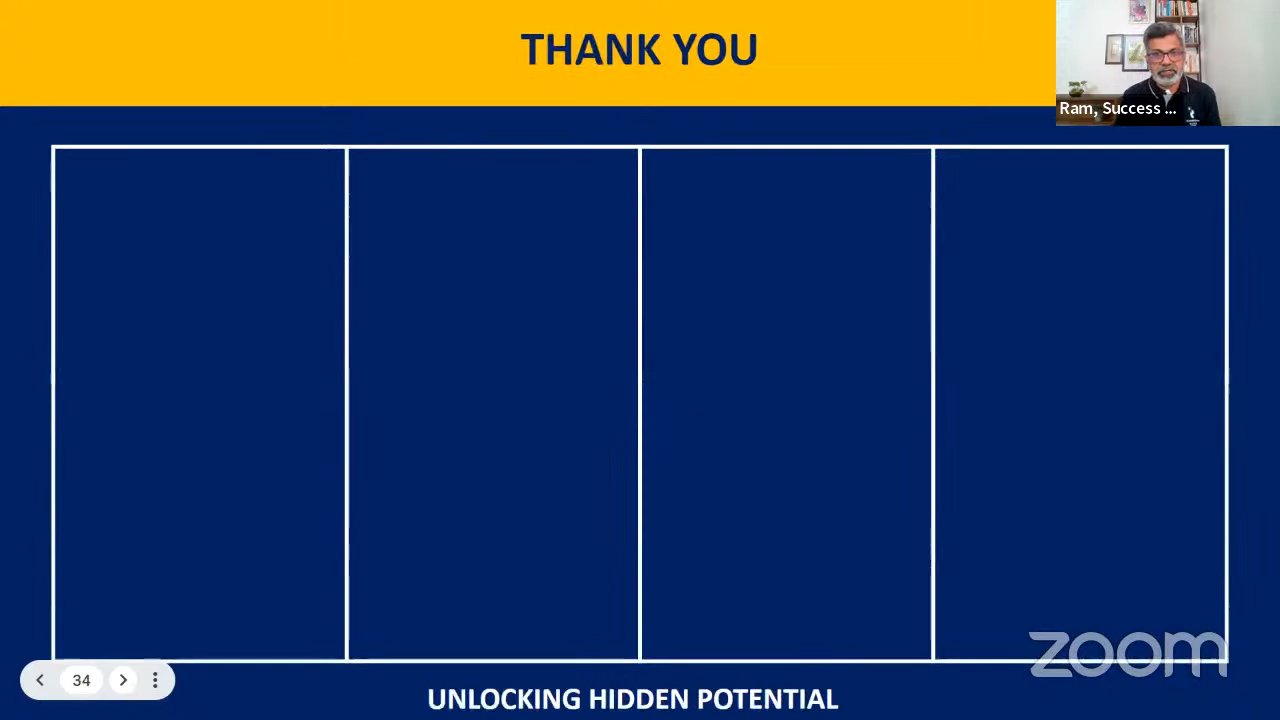 THANK YOU
Ram, Success ...
zoom
34
UNLOCKING HIDDEN POTENTIAL